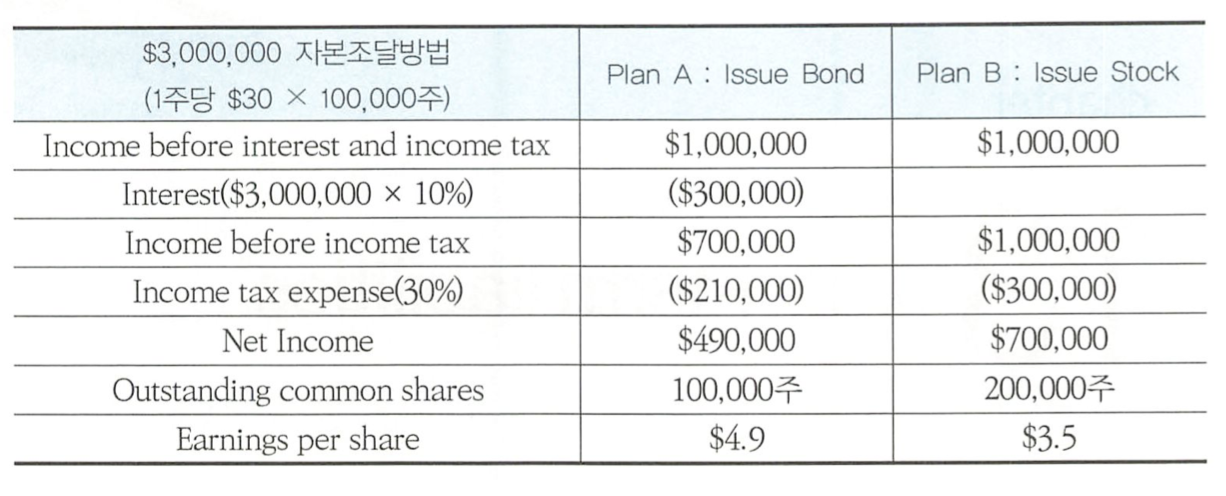 $3,000,000 자본조달방법
(1주당 $30 × 100,000주)
Plan A : Issue Bond
Plan B : Issue Stock
Income before interest and income tax $1,000,000 $1,000,000
Interest($3,000,000 × 10%) ($300,000)
Income before income tax $700,000 $1,000,000
Income tax expense(30%) ($210,000) ($300,000)
Net Income $490,000 $700,000
Outstanding common shares 100,000주 200,000주
Earnings per share $4.9 $3.5